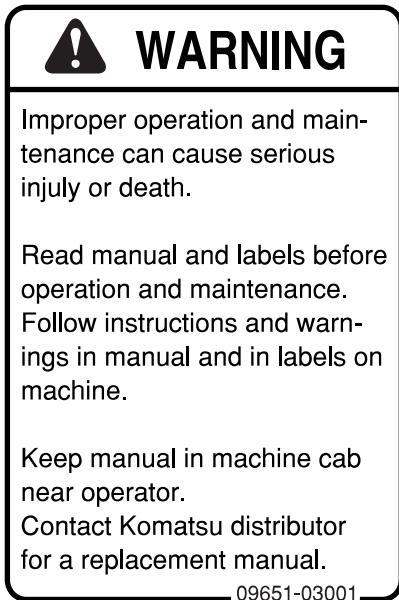 WARNING
Improper operation and main-
tenance can cause serious
injuly or death.
Read manual and labels before
operation and maintenance.
Follow instructions and warn-
ings in manual and in labels on
machine.
Keep manual in machine cab
near operator.
Contact Komatsu distributor
for a replacement manual.
09651-03001